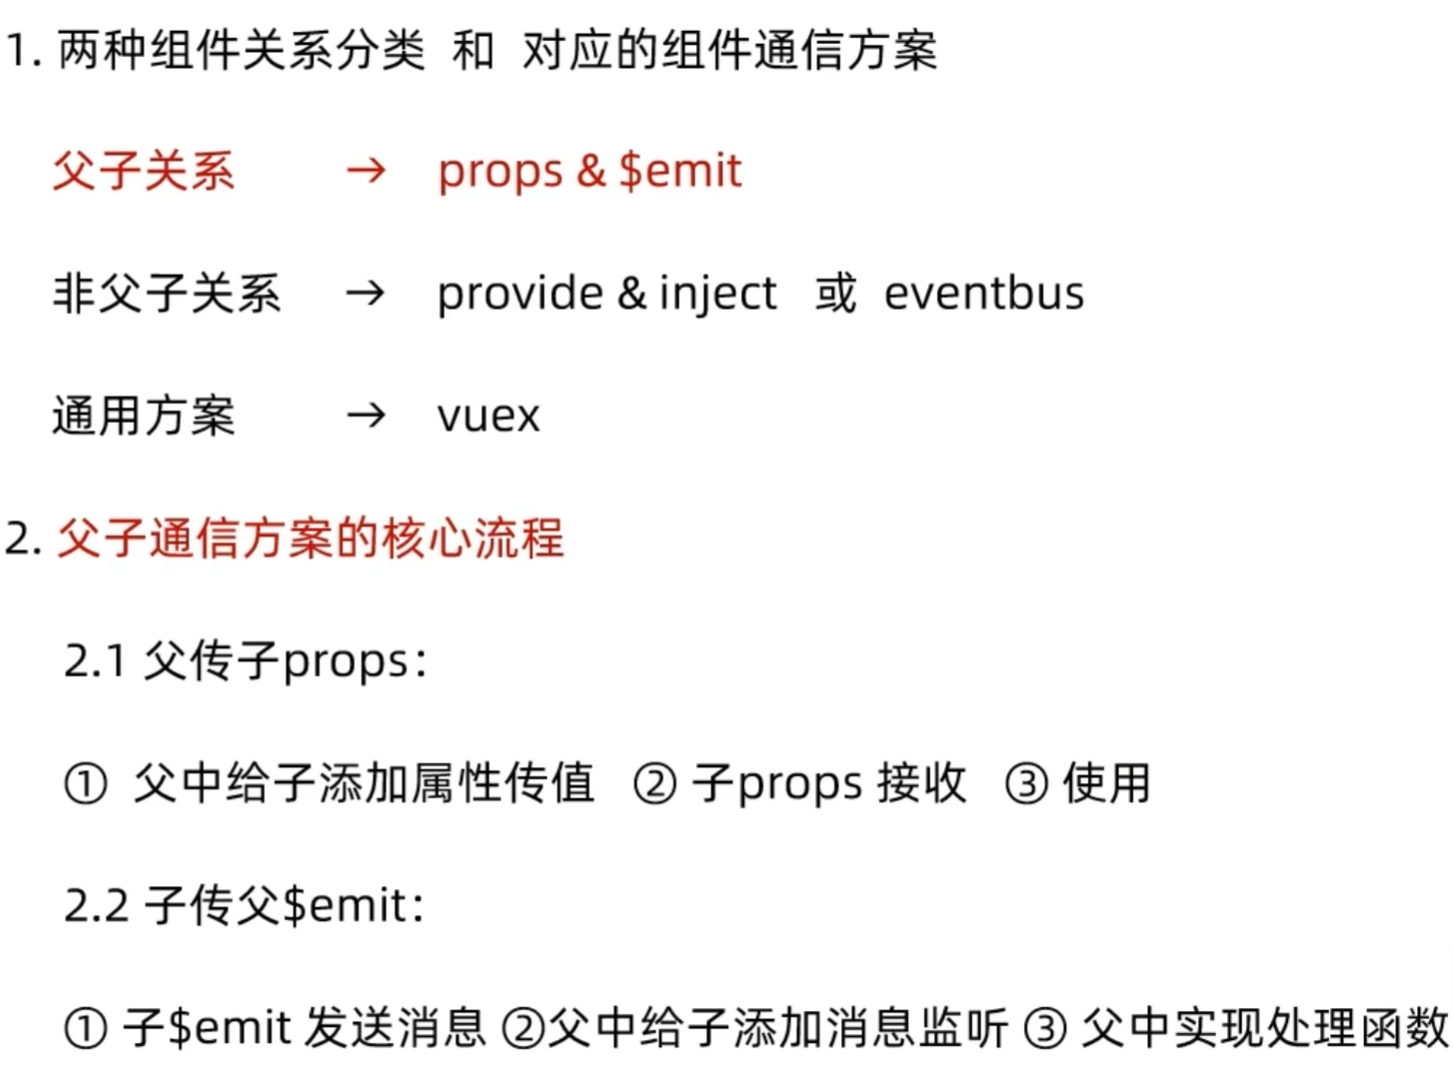 1. 两种组件关系分类 和 对应的组件通信方案
父子关系 → props & $emit
非父子关系 → provide & inject 或 eventbus
通用方案 → vuex
2. 父子通信方案的核心流程
2.1 父传子props：
① 父中给子添加属性传值 ② 子props 接收 ③ 使用
2.2 子传父$emit：
① 子$emit 发送消息 ②父中给子添加消息监听 ③ 父中实现处理函数